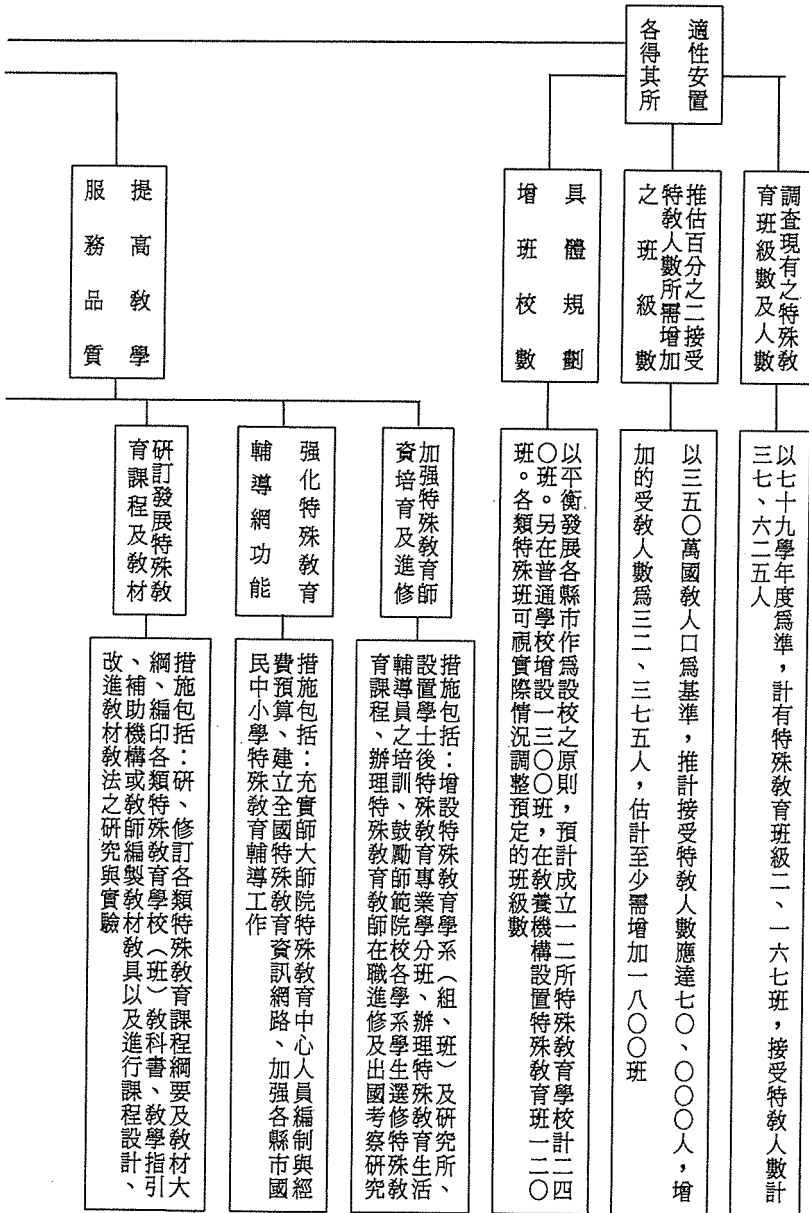 適性安置
各得其所
調查現有之特殊教
育班級數及人數
以七十九學年度爲準，計有特殊教育班級二、一六七班，接受特教人數計
三七、六二五人
推估百分之二接受
特教人數所需增加
之班級數
以三五〇萬國教人口爲基準，推計接受特教人數應達七〇、〇〇〇人，增
加的受教人數爲三二、三七五人，估計至少需增加一八〇〇班
具體規劃
增班校數
以平衡發展各縣市作爲設校之原則，預計成立一二所特殊教育學校計二四
〇班。另在普通學校增設一三〇〇班，在教養機構設置特殊教育班一二〇
班。各類特殊班可視實際情況調整預定的班級數
提高教學
服務品質
加强特殊教育師
資培育及進修
措施包括：增設特殊教育學系（組、班）及研究所、
設置學士後特殊教育專業學分班、辦理特殊教育生活
輔導員之培訓、鼓勵師範院校各學系學生選修特殊教
育課程、辦理特殊教育教師在職進修及出國考察研究
强化特殊教育
輔導網功能
措施包括：充實師大師院特殊教育中心人員編制與經
費預算、建立全國特殊教育資訊網路、加强各縣市國
民中小學特殊教育輔導工作
研訂發展特殊教
育課程及教材
措施包括：研、修訂各類特殊教育課程綱要及教材大
綱、編印各類特殊教育學校（班）教科書、教學指引
、補助機構或教師編製教材教具以及進行課程設計、
改進教材教法之研究與實驗